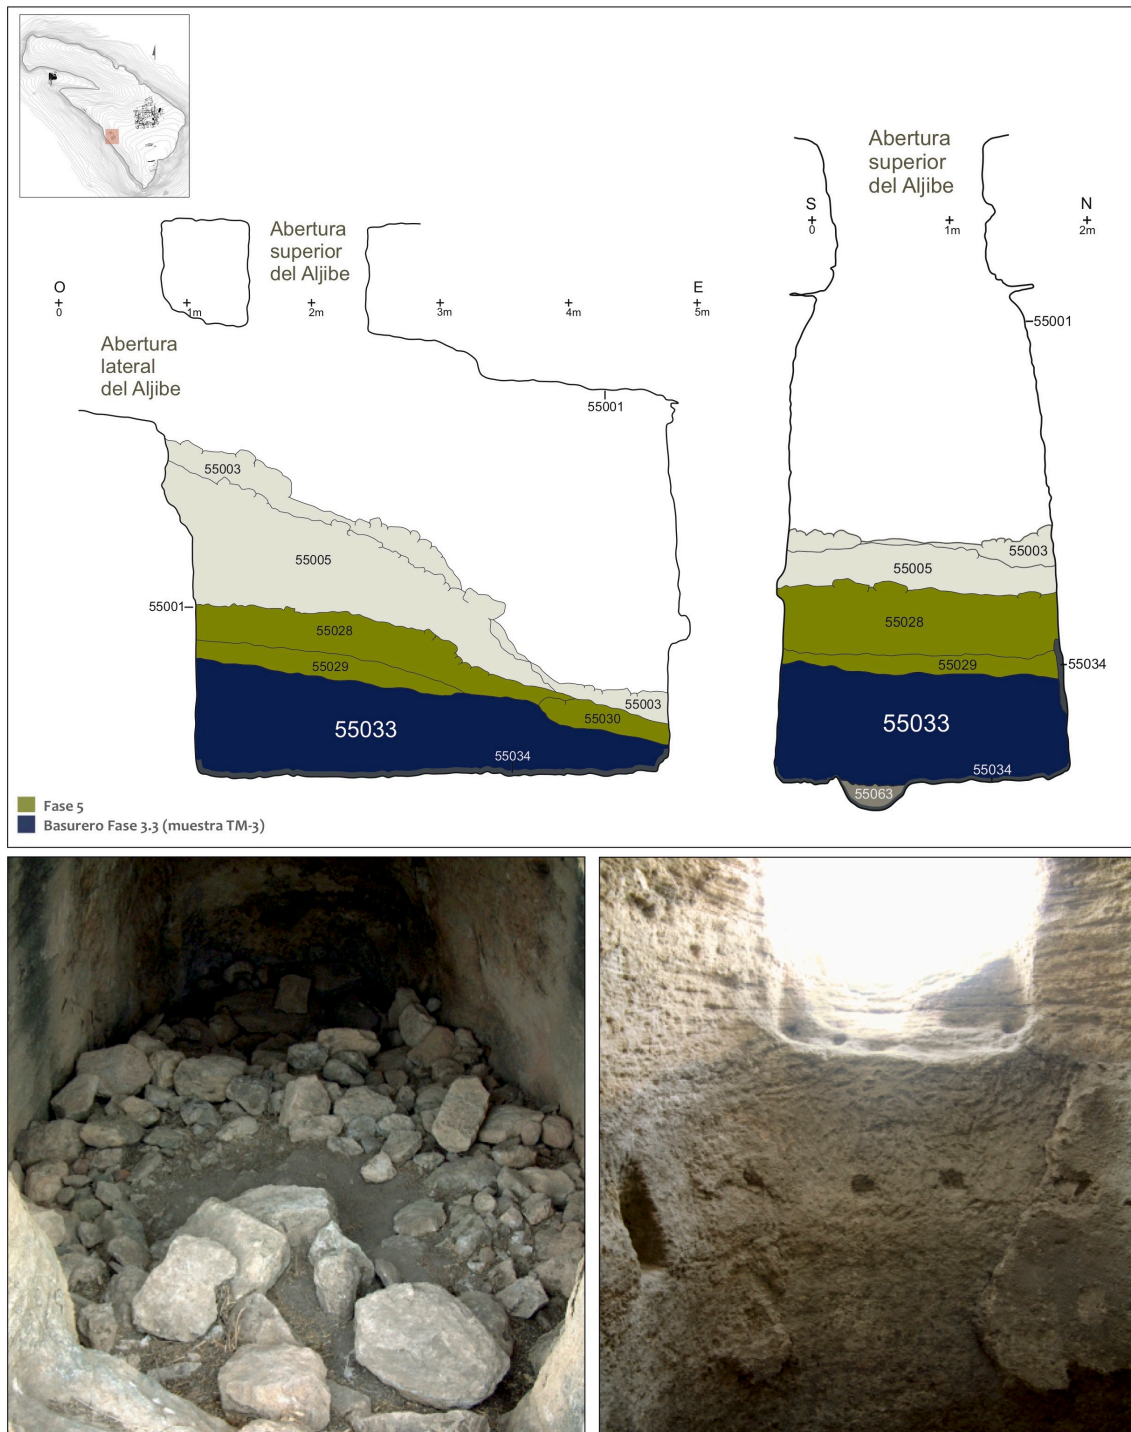 Abertura
superior
del Aljibe
O
E
0
1m
2m
3m
4m
5m
Abertura
lateral
del Aljibe
55001
55003
55005
55001
55028
55029
55003
55030
55033
55034
Abertura
superior
del Aljibe
S
N
0
1m
2m
55001
55003
55005
55028
55029
55034
55033
55034
55063
Fase 5
Basurero Fase 3.3 (muestra TM-3)